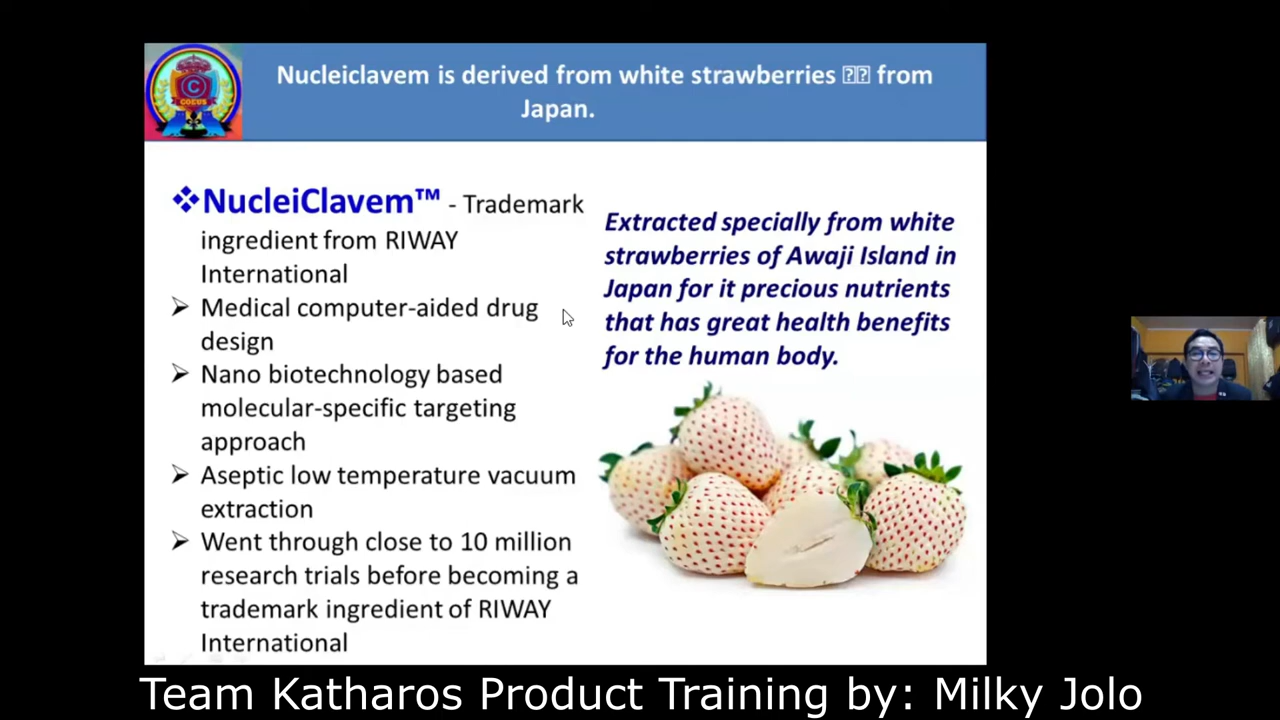 Nucleiclavem is derived from white strawberries from
Japan.
C
COEUS
❖NucleiClavem™ - Trademark
ingredient from RIWAY
International
➢ Medical computer-aided drug
design
➢ Nano biotechnology based
molecular-specific targeting
approach
➢ Aseptic low temperature vacuum
extraction
➢ Went through close to 10 million
research trials before becoming a
trademark ingredient of RIWAY
International
Extracted specially from white
strawberries of Awaji Island in
Japan for it precious nutrients
that has great health benefits
for the human body.
Team Katharos Product Training by: Milky Jolo